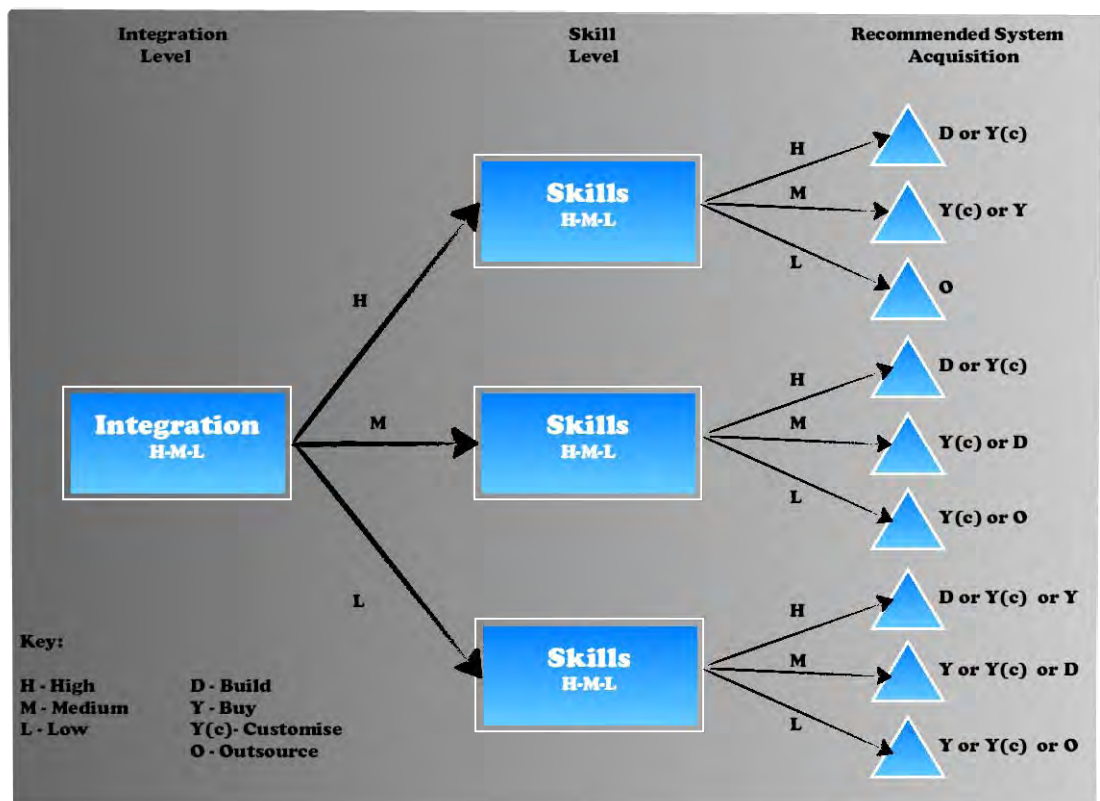 Integration
Level
Skill
Level
Recommended System
Acquisition
H
D or Y(c)
Skills
H-M-L
M
Y(c) or Y
L
O
H
Integration
H-M-L
M
Skills
H-M-L
H
D or Y(c)
M
Y(c) or D
L
Y(c) or O
L
Skills
H-M-L
H
D or Y(c) or Y
M
Y or Y(c) or D
L
Y or Y(c) or O
Key:
H - High
M - Medium
L - Low
D - Build
Y - Buy
Y(c)- Customise
O - Outsource